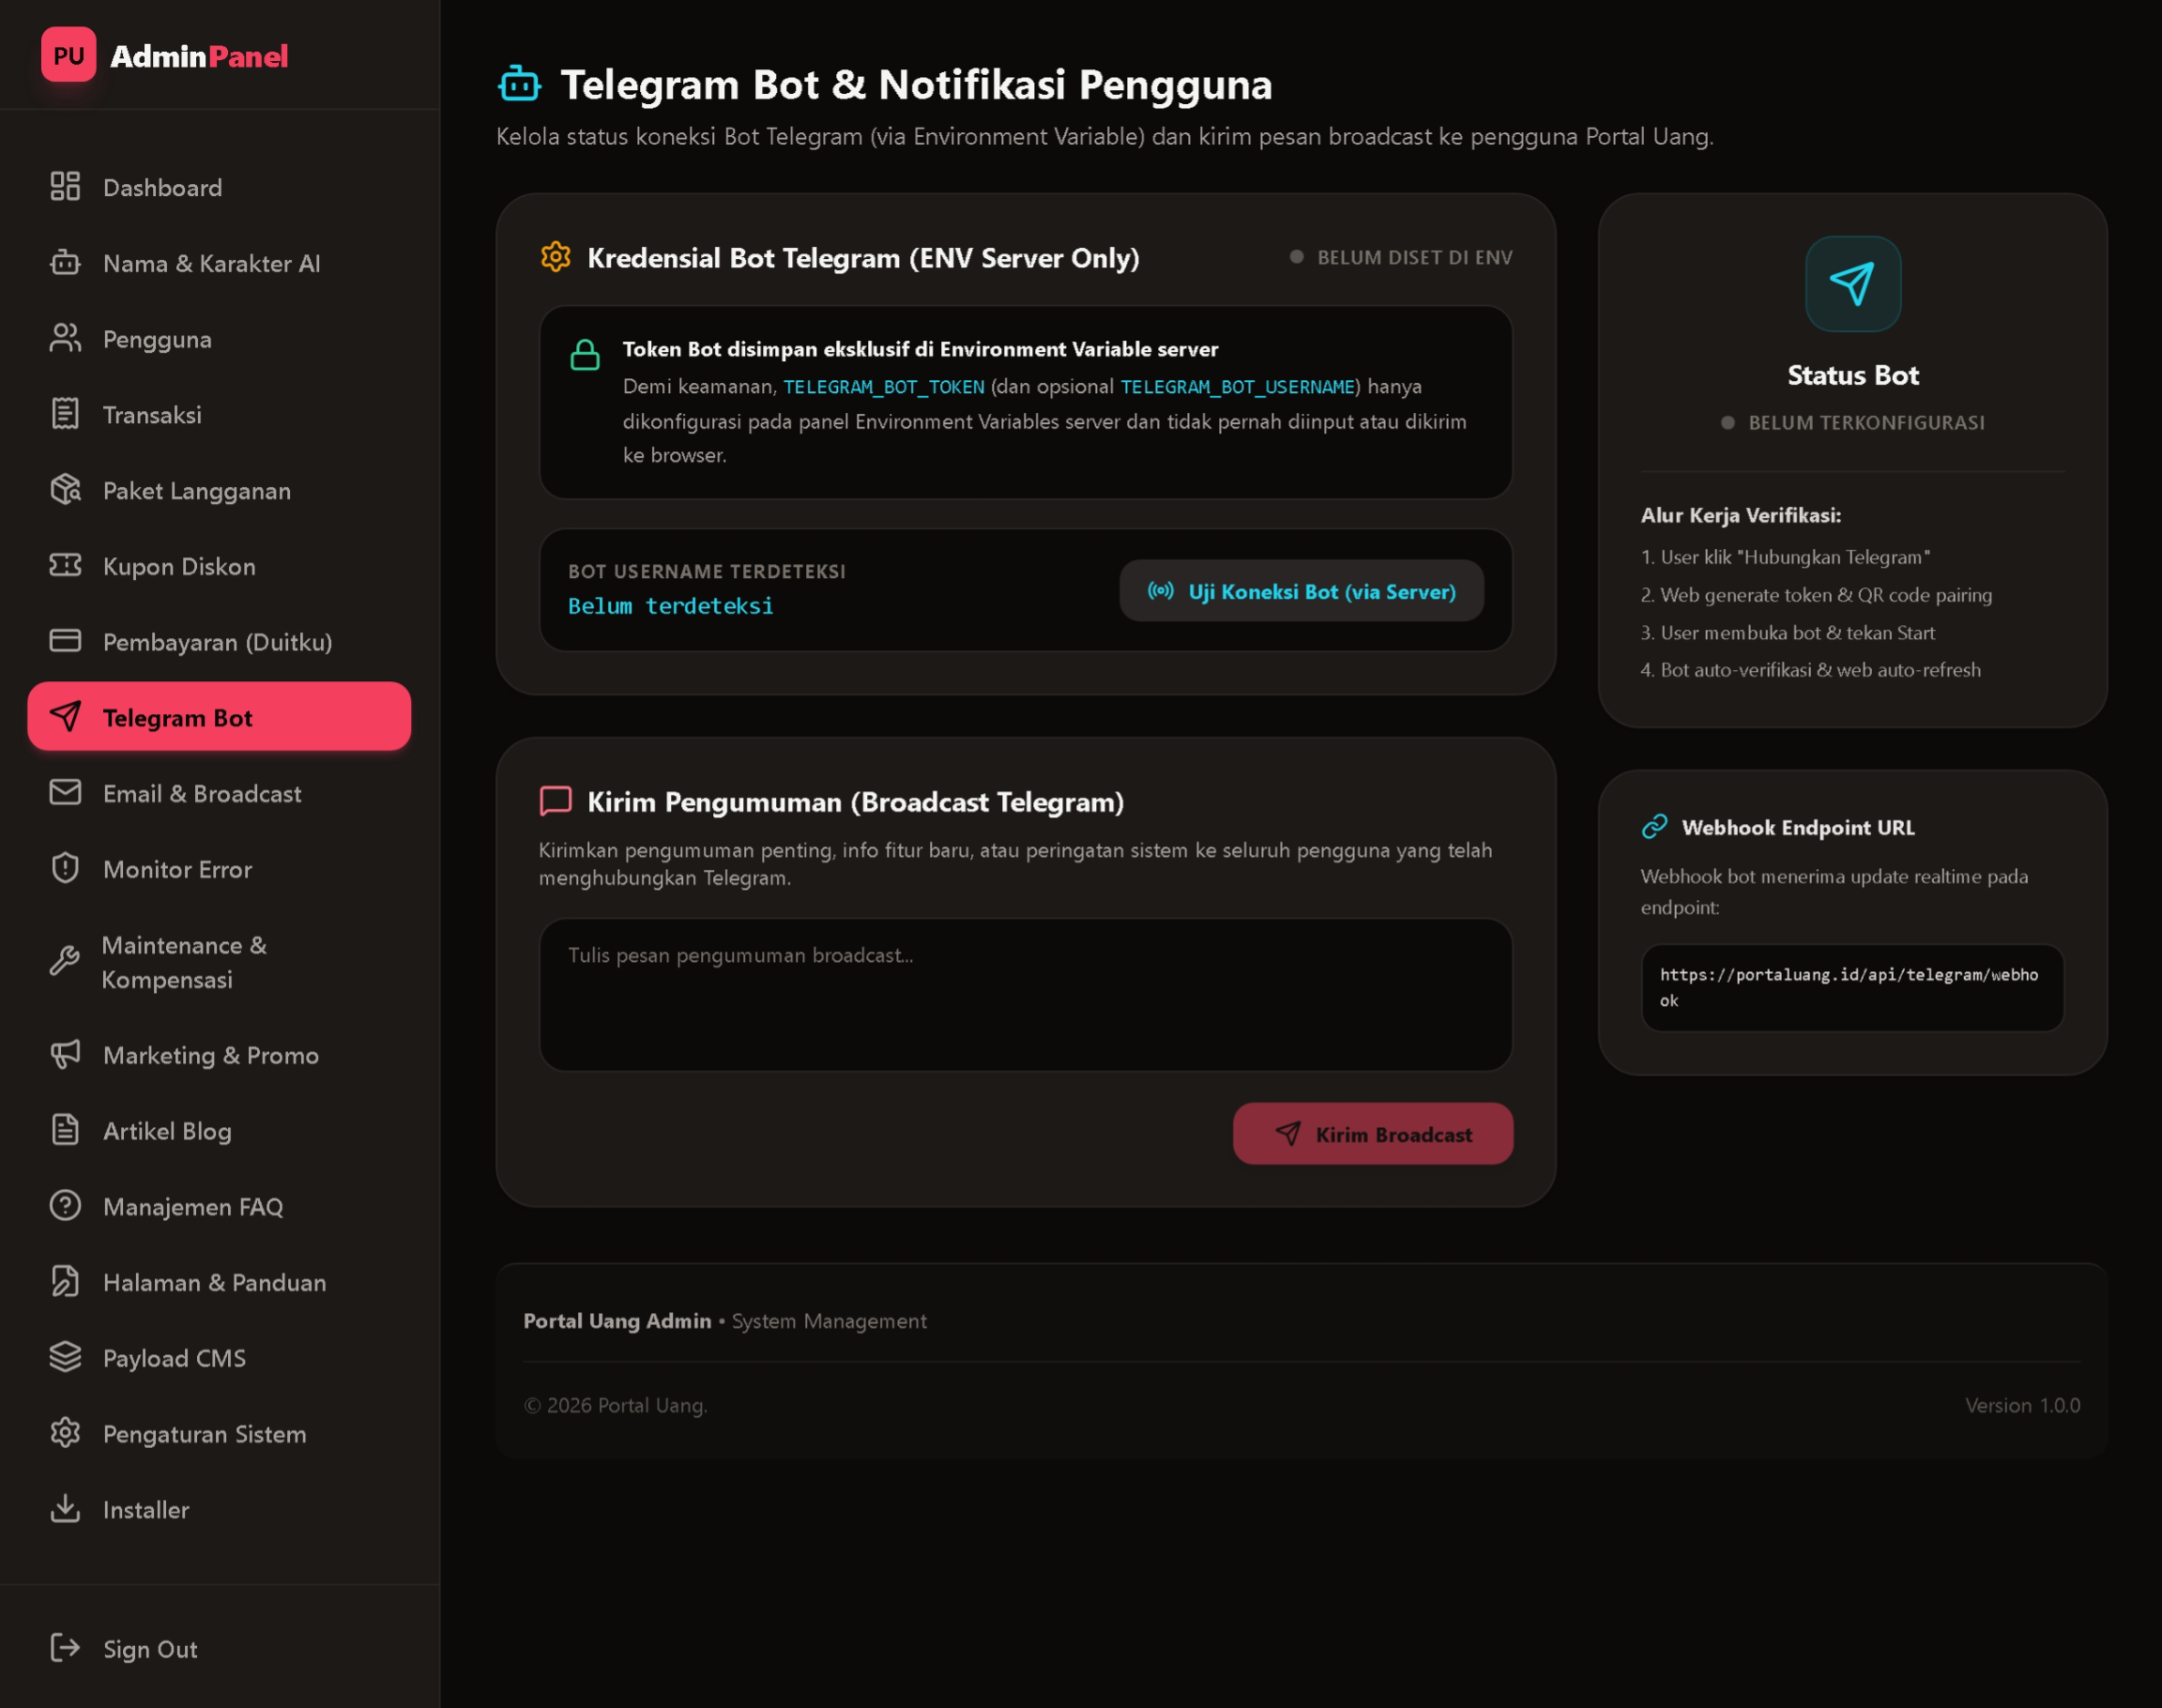 PU AdminPanel
Dashboard
Nama & Karakter AI
Pengguna
Transaksi
Paket Langganan
Kupon Diskon
Pembayaran (Duitku)
Telegram Bot
Email & Broadcast
Monitor Error
Maintenance &
Kompensasi
Marketing & Promo
Artikel Blog
Manajemen FAQ
Halaman & Panduan
Payload CMS
Pengaturan Sistem
Installer
Sign Out
Telegram Bot & Notifikasi Pengguna
Kelola status koneksi Bot Telegram (via Environment Variable) dan kirim pesan broadcast ke pengguna Portal Uang.
Kredensial Bot Telegram (ENV Server Only)
BELUM DISET DI ENV
Token Bot disimpan eksklusif di Environment Variable server
Demi keamanan, TELEGRAM_BOT_TOKEN (dan opsional TELEGRAM_BOT_USERNAME) hanya
dikonfigurasi pada panel Environment Variables server dan tidak pernah diinput atau dikirim
ke browser.
BOT USERNAME TERDETEKSI
Belum terdeteksi
Uji Koneksi Bot (via Server)
Kirim Pengumuman (Broadcast Telegram)
Kirimkan pengumuman penting, info fitur baru, atau peringatan sistem ke seluruh pengguna yang telah
menghubungkan Telegram.
Tulis pesan pengumuman broadcast...
Kirim Broadcast
Status Bot
BELUM TERKONFIGURASI
Alur Kerja Verifikasi:
1. User klik "Hubungkan Telegram"
2. Web generate token & QR code pairing
3. User membuka bot & tekan Start
4. Bot auto-verifikasi & web auto-refresh
Webhook Endpoint URL
Webhook bot menerima update realtime pada
endpoint:
https://portaluang.id/api/telegram/webho
ok
Portal Uang Admin • System Management
© 2026 Portal Uang.
Version 1.0.0